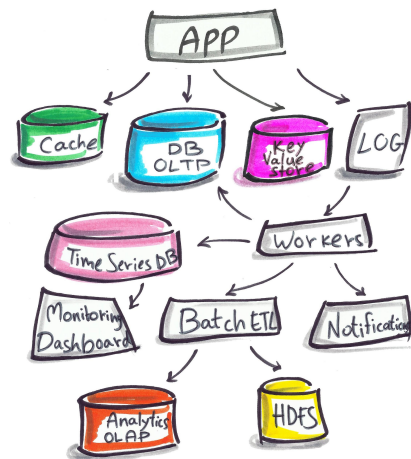 APP
Cache
DB
OLTP
Key
Value
store
LOG
Workers
Time Series DB
Monitoring
Dashboard
Batch ETL
Notification
Analytics
OLAP
HDFS